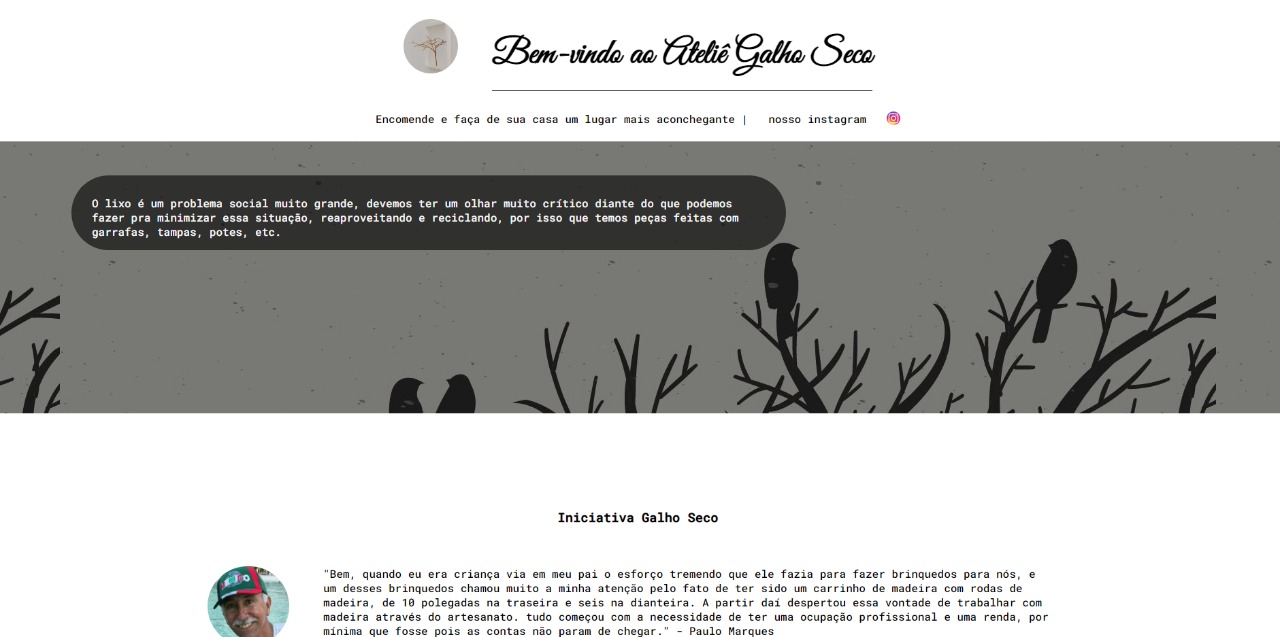 Bem-vindo ao Ateliê Galho Seco
Encomende e faça de sua casa um lugar mais aconchegante | nosso instagram
O lixo é um problema social muito grande, devemos ter um olhar muito crítico diante do que podemos
fazer pra minimizar essa situação, reaproveitando e reciclando, por isso que temos peças feitas com
garrafas, tampas, potes, etc.
Iniciativa Galho Seco
"Bem, quando eu era criança via em meu pai o esforço tremendo que ele fazia para fazer brinquedos para nós, e
um desses brinquedos chamou muito a minha atenção pelo fato de ter sido um carrinho de madeira com rodas de
madeira, de 10 polegadas na traseira e seis na dianteira. A partir daí despertou essa vontade de trabalhar com
madeira através do artesanato. tudo começou com a necessidade de ter uma ocupação profissional e uma renda, por
mínima que fosse pois as contas não param de chegar." - Paulo Marques